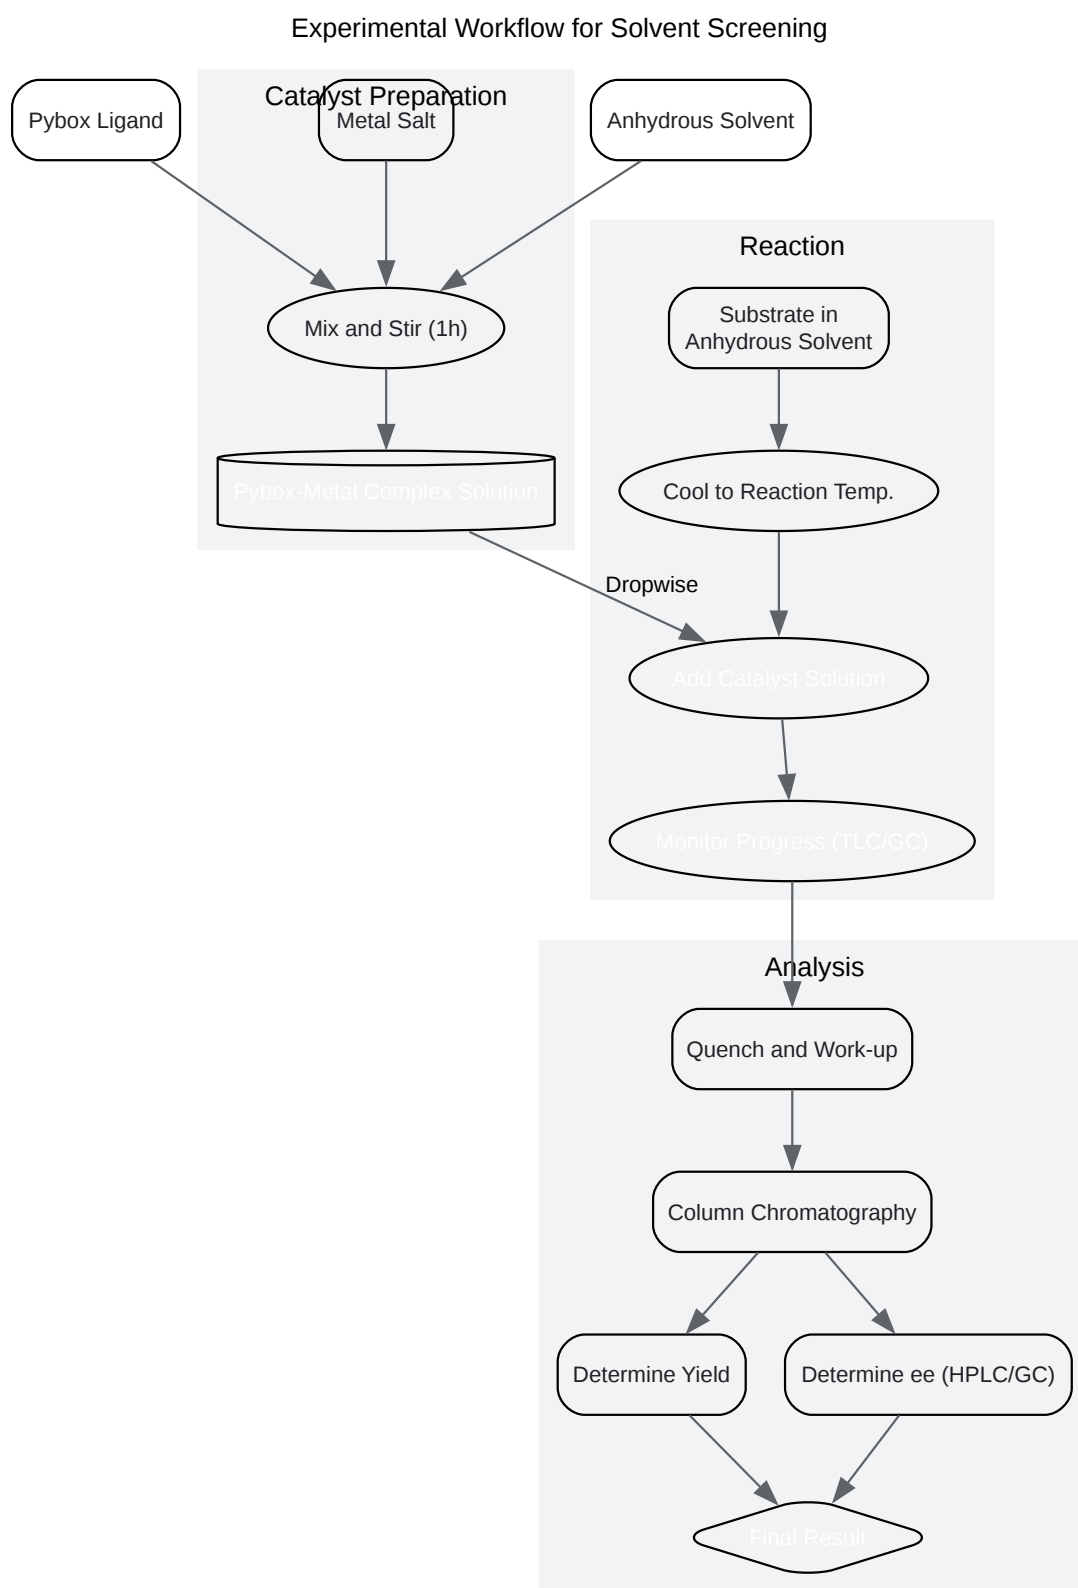 Experimental Workflow for Solvent Screening
Catalyst Preparation
Pybox Ligand
Metal Salt
Anhydrous Solvent
Mix and Stir (1h)
Pybox-Metal Complex Solution
Reaction
Substrate in
Anhydrous Solvent
Cool to Reaction Temp.
Dropwise
Add Catalyst Solution
Monitor Progress (TLC/GC)
Analysis
Quench and Work-up
Column Chromatography
Determine Yield
Determine ee (HPLC/GC)
Final Result